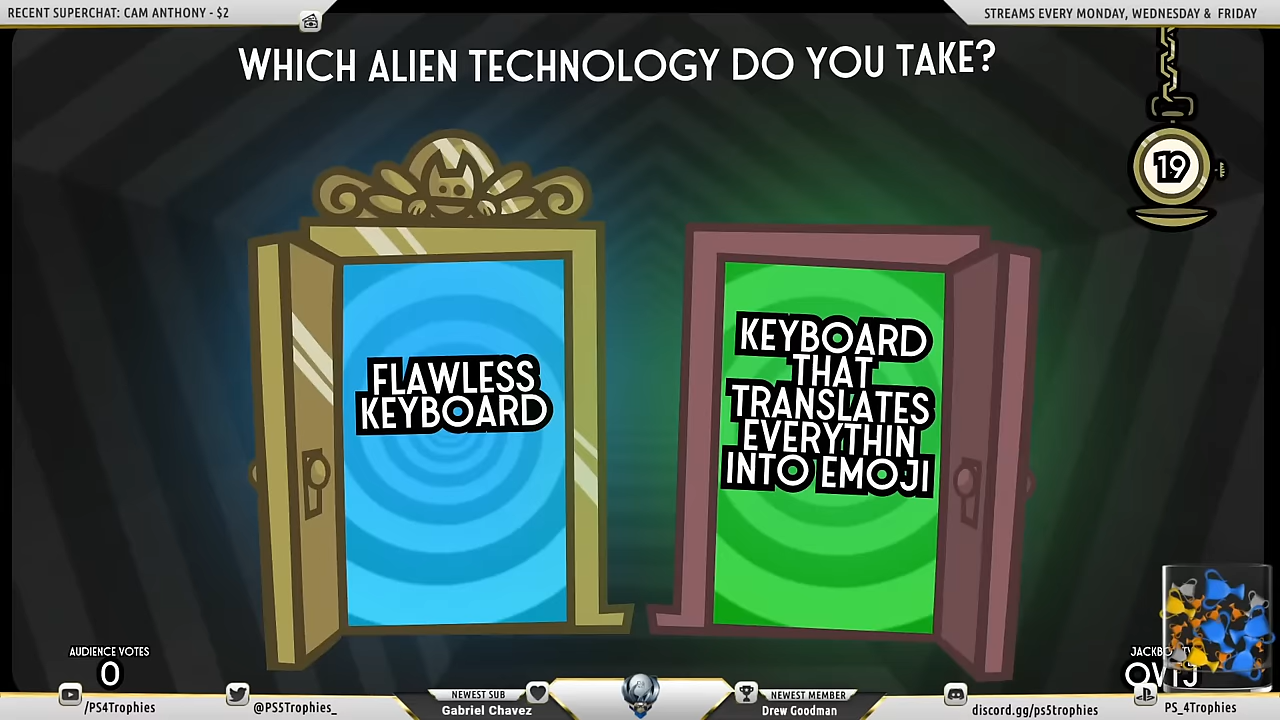 RECENT SUPERCHAT: CAM ANTHONY - $2
STREAMS EVERY MONDAY, WEDNESDAY & FRIDAY
WHICH ALIEN TECHNOLOGY DO YOU TAKE?
19
FLAWLESS
KEYBOARD
KEYBOARD
THAT
TRANSLATES
EVERYTHIN
INTO EMOJI
AUDIENCE VOTES
0
/PS4Trophies
@PS5Trophies_
NEWEST SUB
Gabriel Chavez
NEWEST MEMBER
Drew Goodman
discord.gg/ps5trophies
PS_4Trophies